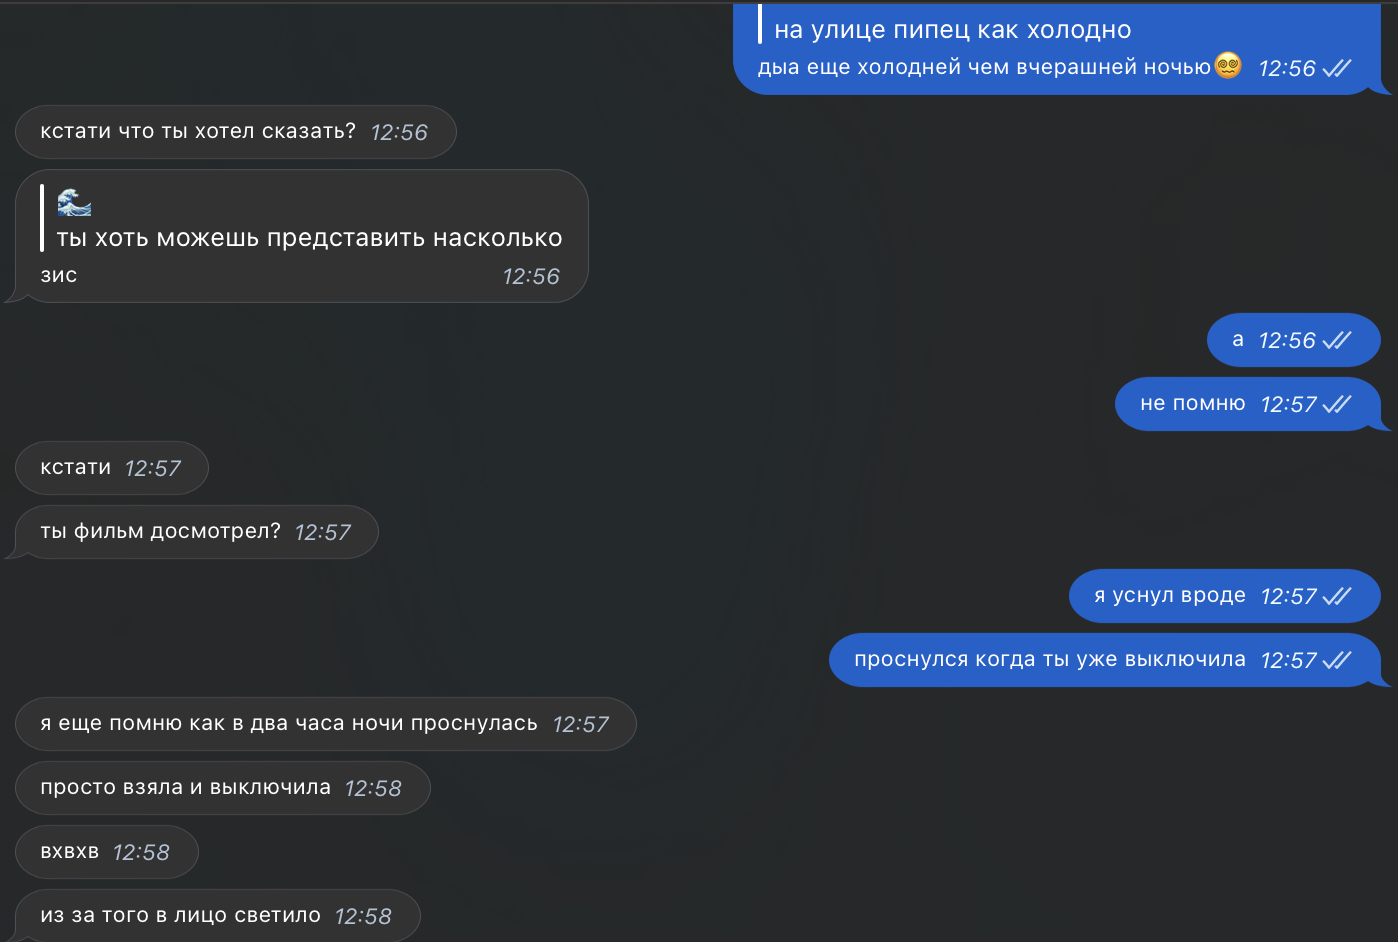 на улице пипец как холодно
дыа еще холодней чем вчерашней ночью😵‍💫 12:56
кстати что ты хотел сказать? 12:56
🌊
ты хоть можешь представить насколько
зис 12:56
а 12:56
не помню 12:57
кстати 12:57
ты фильм досмотрел? 12:57
я уснул вроде 12:57
проснулся когда ты уже выключила 12:57
я еще помню как в два часа ночи проснулась 12:57
просто взяла и выключила 12:58
вхвхв 12:58
из за того в лицо светило 12:58